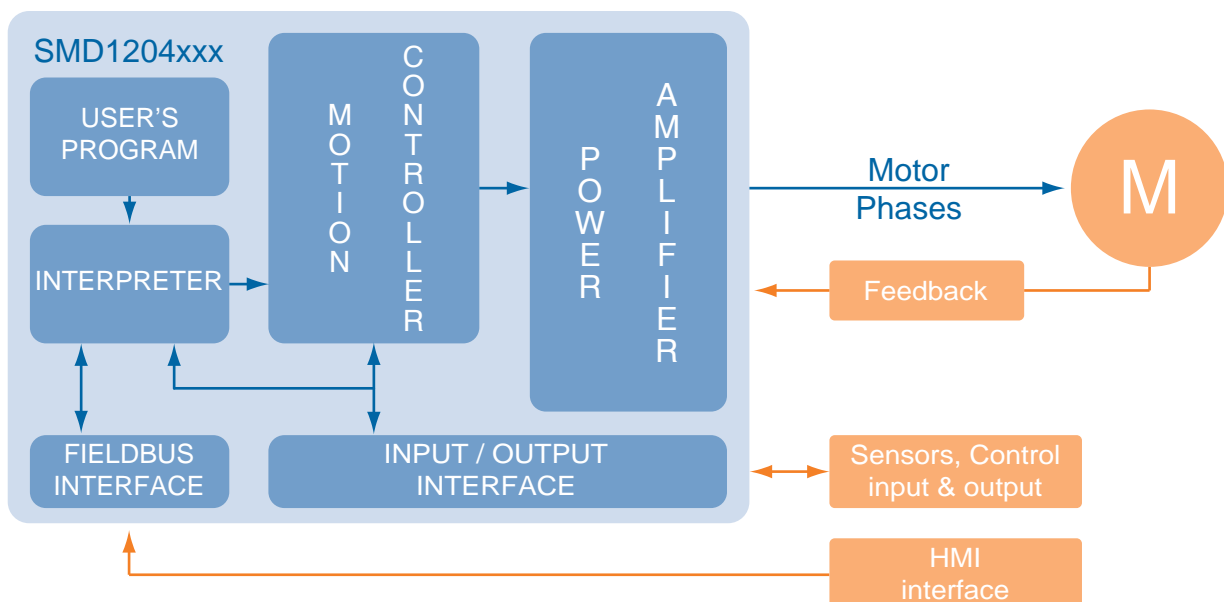 SMD1204xxx
USER'S
PROGRAM
INTERPRETER
FIELDBUS
INTERFACE
MOTION
CONTROLLER
POWER
AMPLIFIER
INPUT / OUTPUT
INTERFACE
Motor
Phases
M
Feedback
Sensors, Control
input & output
HMI
interface